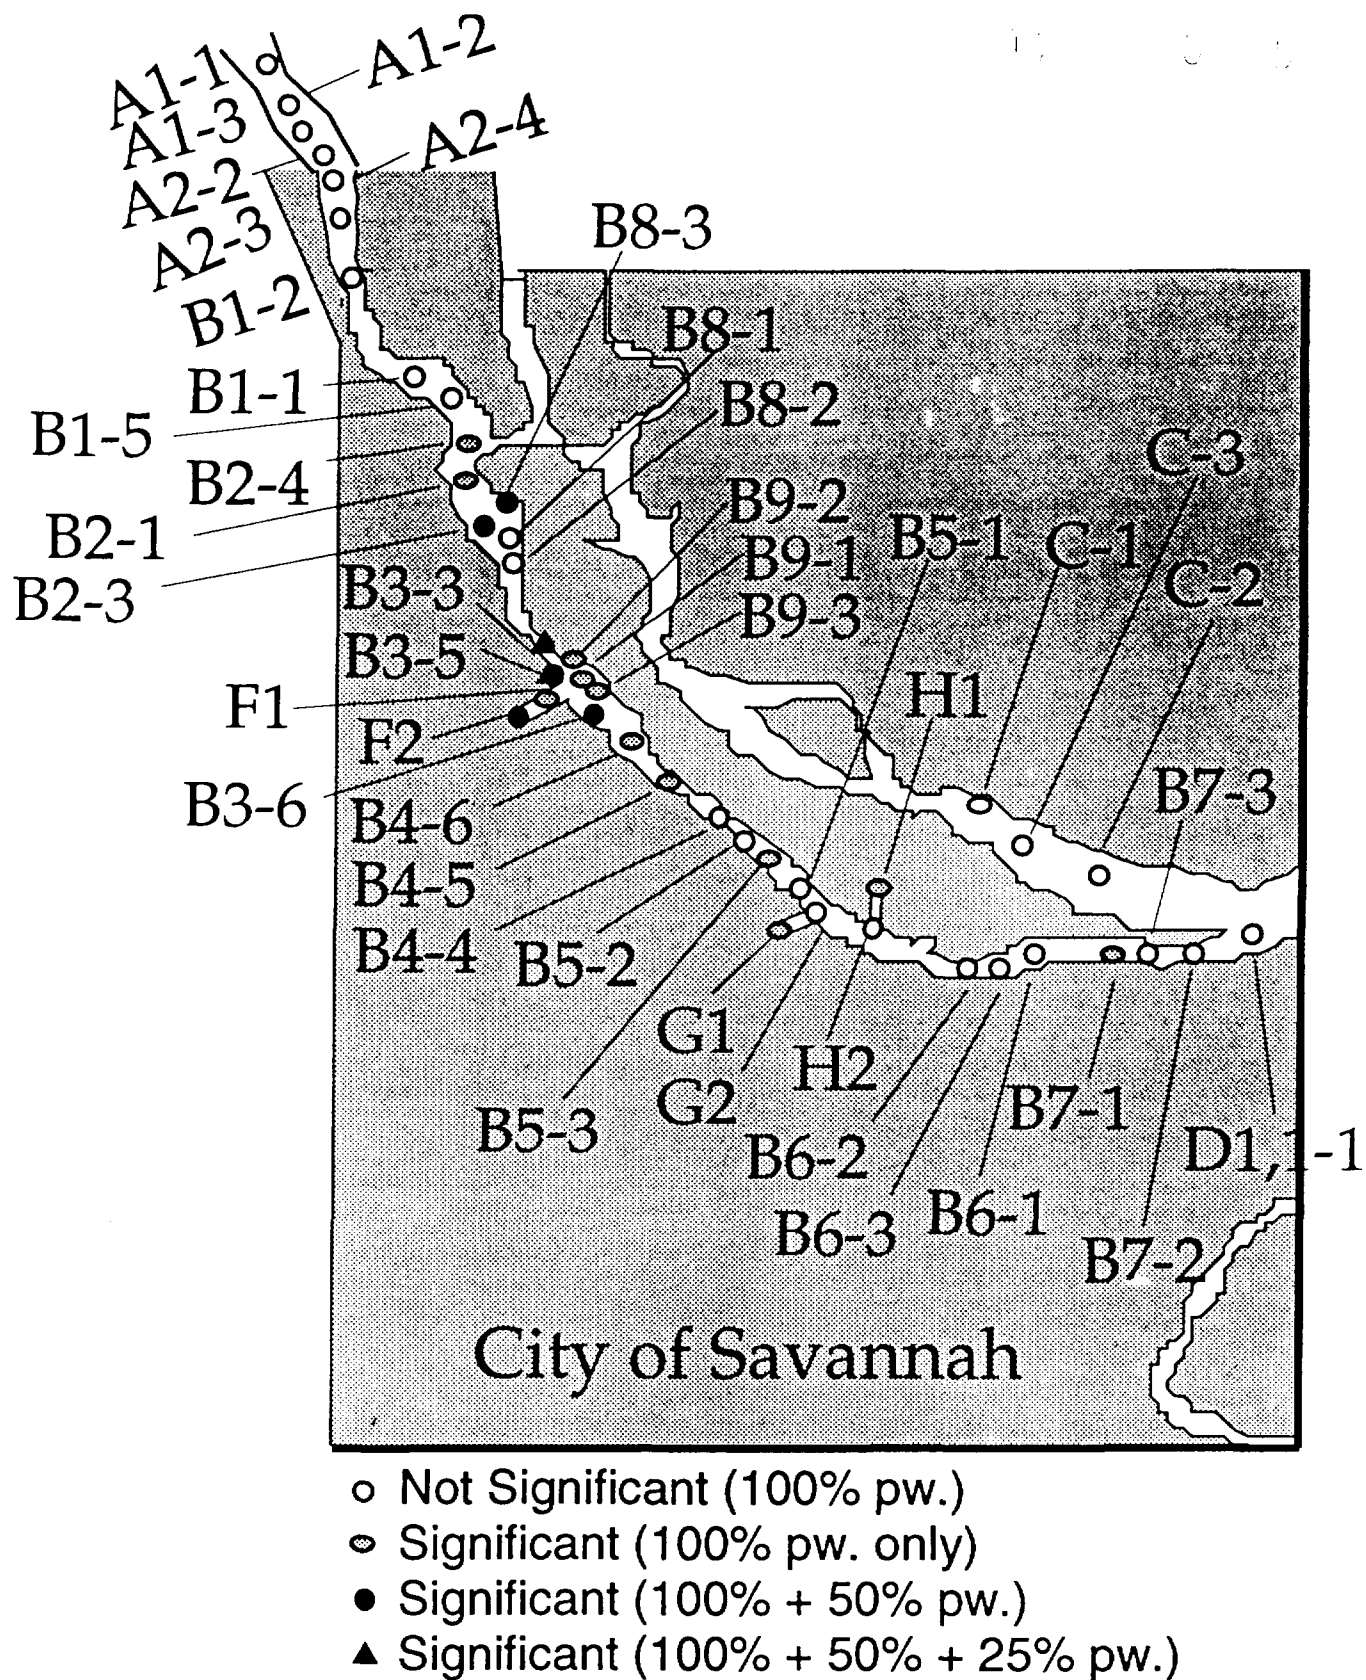 A1-1
A1-2
A1-3
A2-4
A2-2
A2-3
B8-3
B1-2
B8-1
B1-1
B8-2
B1-5
C-3
B2-4
B9-2
B2-1
B5-1
C-1
B9-1
B3-3
C-2
B2-3
B9-3
B3-5
F1
H1
F2
B7-3
B3-6
B4-6
B4-5
B4-4
B5-2
G1
H2
G2
B7-1
B5-3
B6-2
D1,1-1
B6-1
B6-3
B7-2
City of Savannah
Not Significant (100% pw.)
Significant (100% pw. only)
Significant (100% + 50% pw.)
Significant (100% + 50% + 25% pw.)